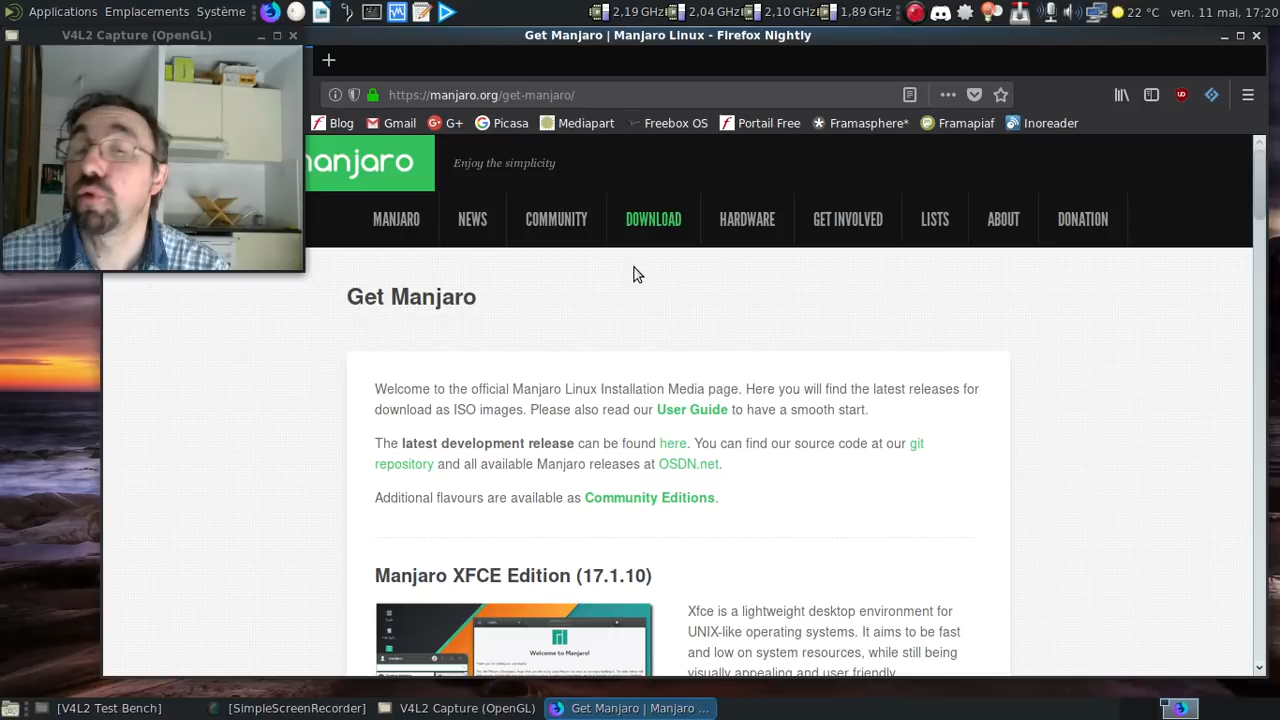 Applications Emplacements Système
2,19 GHz 2,04 GHz 2,10 GHz 1,89 GHz
22 °C ven. 11 mai, 17:20
V4L2 Capture (OpenGL)
Get Manjaro | Manjaro Linux - Firefox Nightly
https://manjaro.org/get-manjaro/
Blog Gmail G+ Picasa Mediapart Freebox OS Portail Free Framasphere* Framapiaf Inoreader
manjaro
Enjoy the simplicity
MANJARO NEWS COMMUNITY DOWNLOAD HARDWARE GET INVOLVED LISTS ABOUT DONATION
Get Manjaro
Welcome to the official Manjaro Linux Installation Media page. Here you will find the latest releases for
download as ISO images. Please also read our User Guide to have a smooth start.
The latest development release can be found here. You can find our source code at our git
repository and all available Manjaro releases at OSDN.net.
Additional flavours are available as Community Editions.
Manjaro XFCE Edition (17.1.10)
Welcome to Manjaro!
Xfce is a lightweight desktop environment for
UNIX-like operating systems. It aims to be fast
and low on system resources, while still being
visually appealing and user friendly.
[V4L2 Test Bench] [SimpleScreenRecorder] V4L2 Capture (OpenGL) Get Manjaro | Manjaro ...